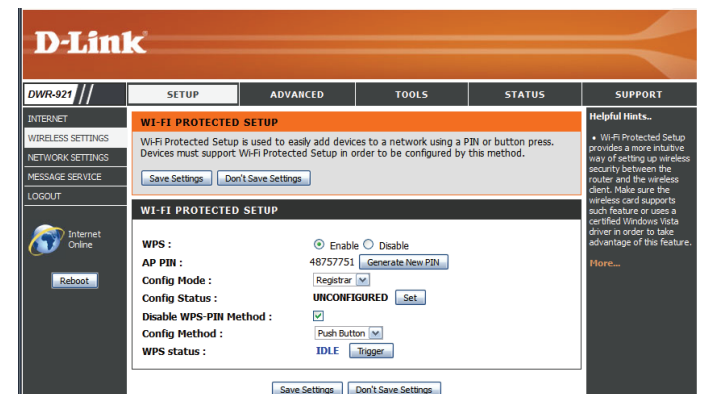 D-Link
DWR-921
SETUP
ADVANCED
TOOLS
STATUS
SUPPORT
INTERNET
WIRELESS SETTINGS
NETWORK SETTINGS
MESSAGE SERVICE
LOGOUT
Internet
Online
Reboot
WI-FI PROTECTED SETUP
Wi-Fi Protected Setup is used to easily add devices to a network using a PIN or button press.
Devices must support Wi-Fi Protected Setup in order to be configured by this method.
Save Settings Don't Save Settings
WI-FI PROTECTED SETUP
WPS : Enable Disable
AP PIN : 48757751 Generate New PIN
Config Mode : Registrar
Config Status : UNCONFIGURED Set
Disable WPS-PIN Method :
Config Method : Push Button
WPS status : IDLE Trigger
Save Settings Don't Save Settings
Helpful Hints..
• Wi-Fi Protected Setup
provides a more intuitive
way of setting up wireless
security between the
router and the wireless
client. Make sure the
wireless card supports
such feature or uses a
certified Windows Vista
driver in order to take
advantage of this feature.
More...